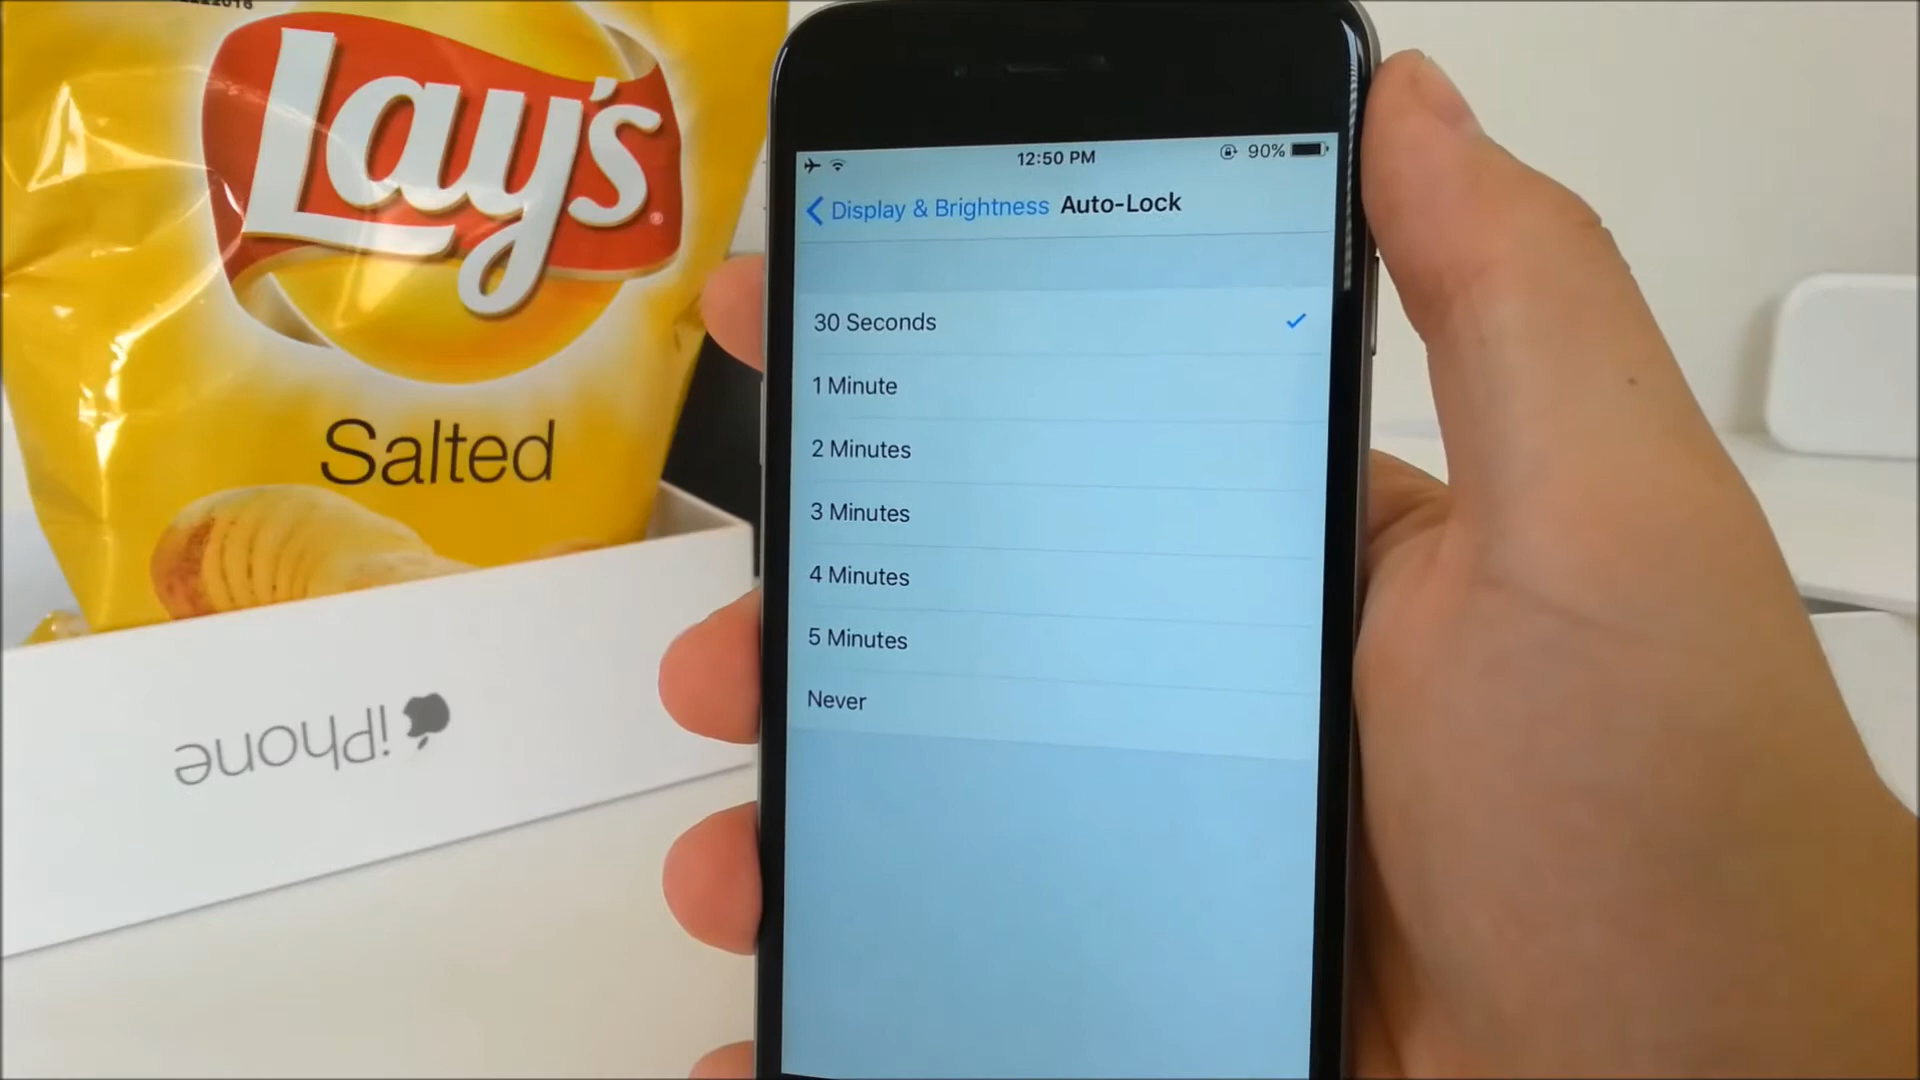 Lay's
Salted
iPhone
12:50 PM
90%
Display & Brightness Auto-Lock
30 Seconds
1 Minute
2 Minutes
3 Minutes
4 Minutes
5 Minutes
Never